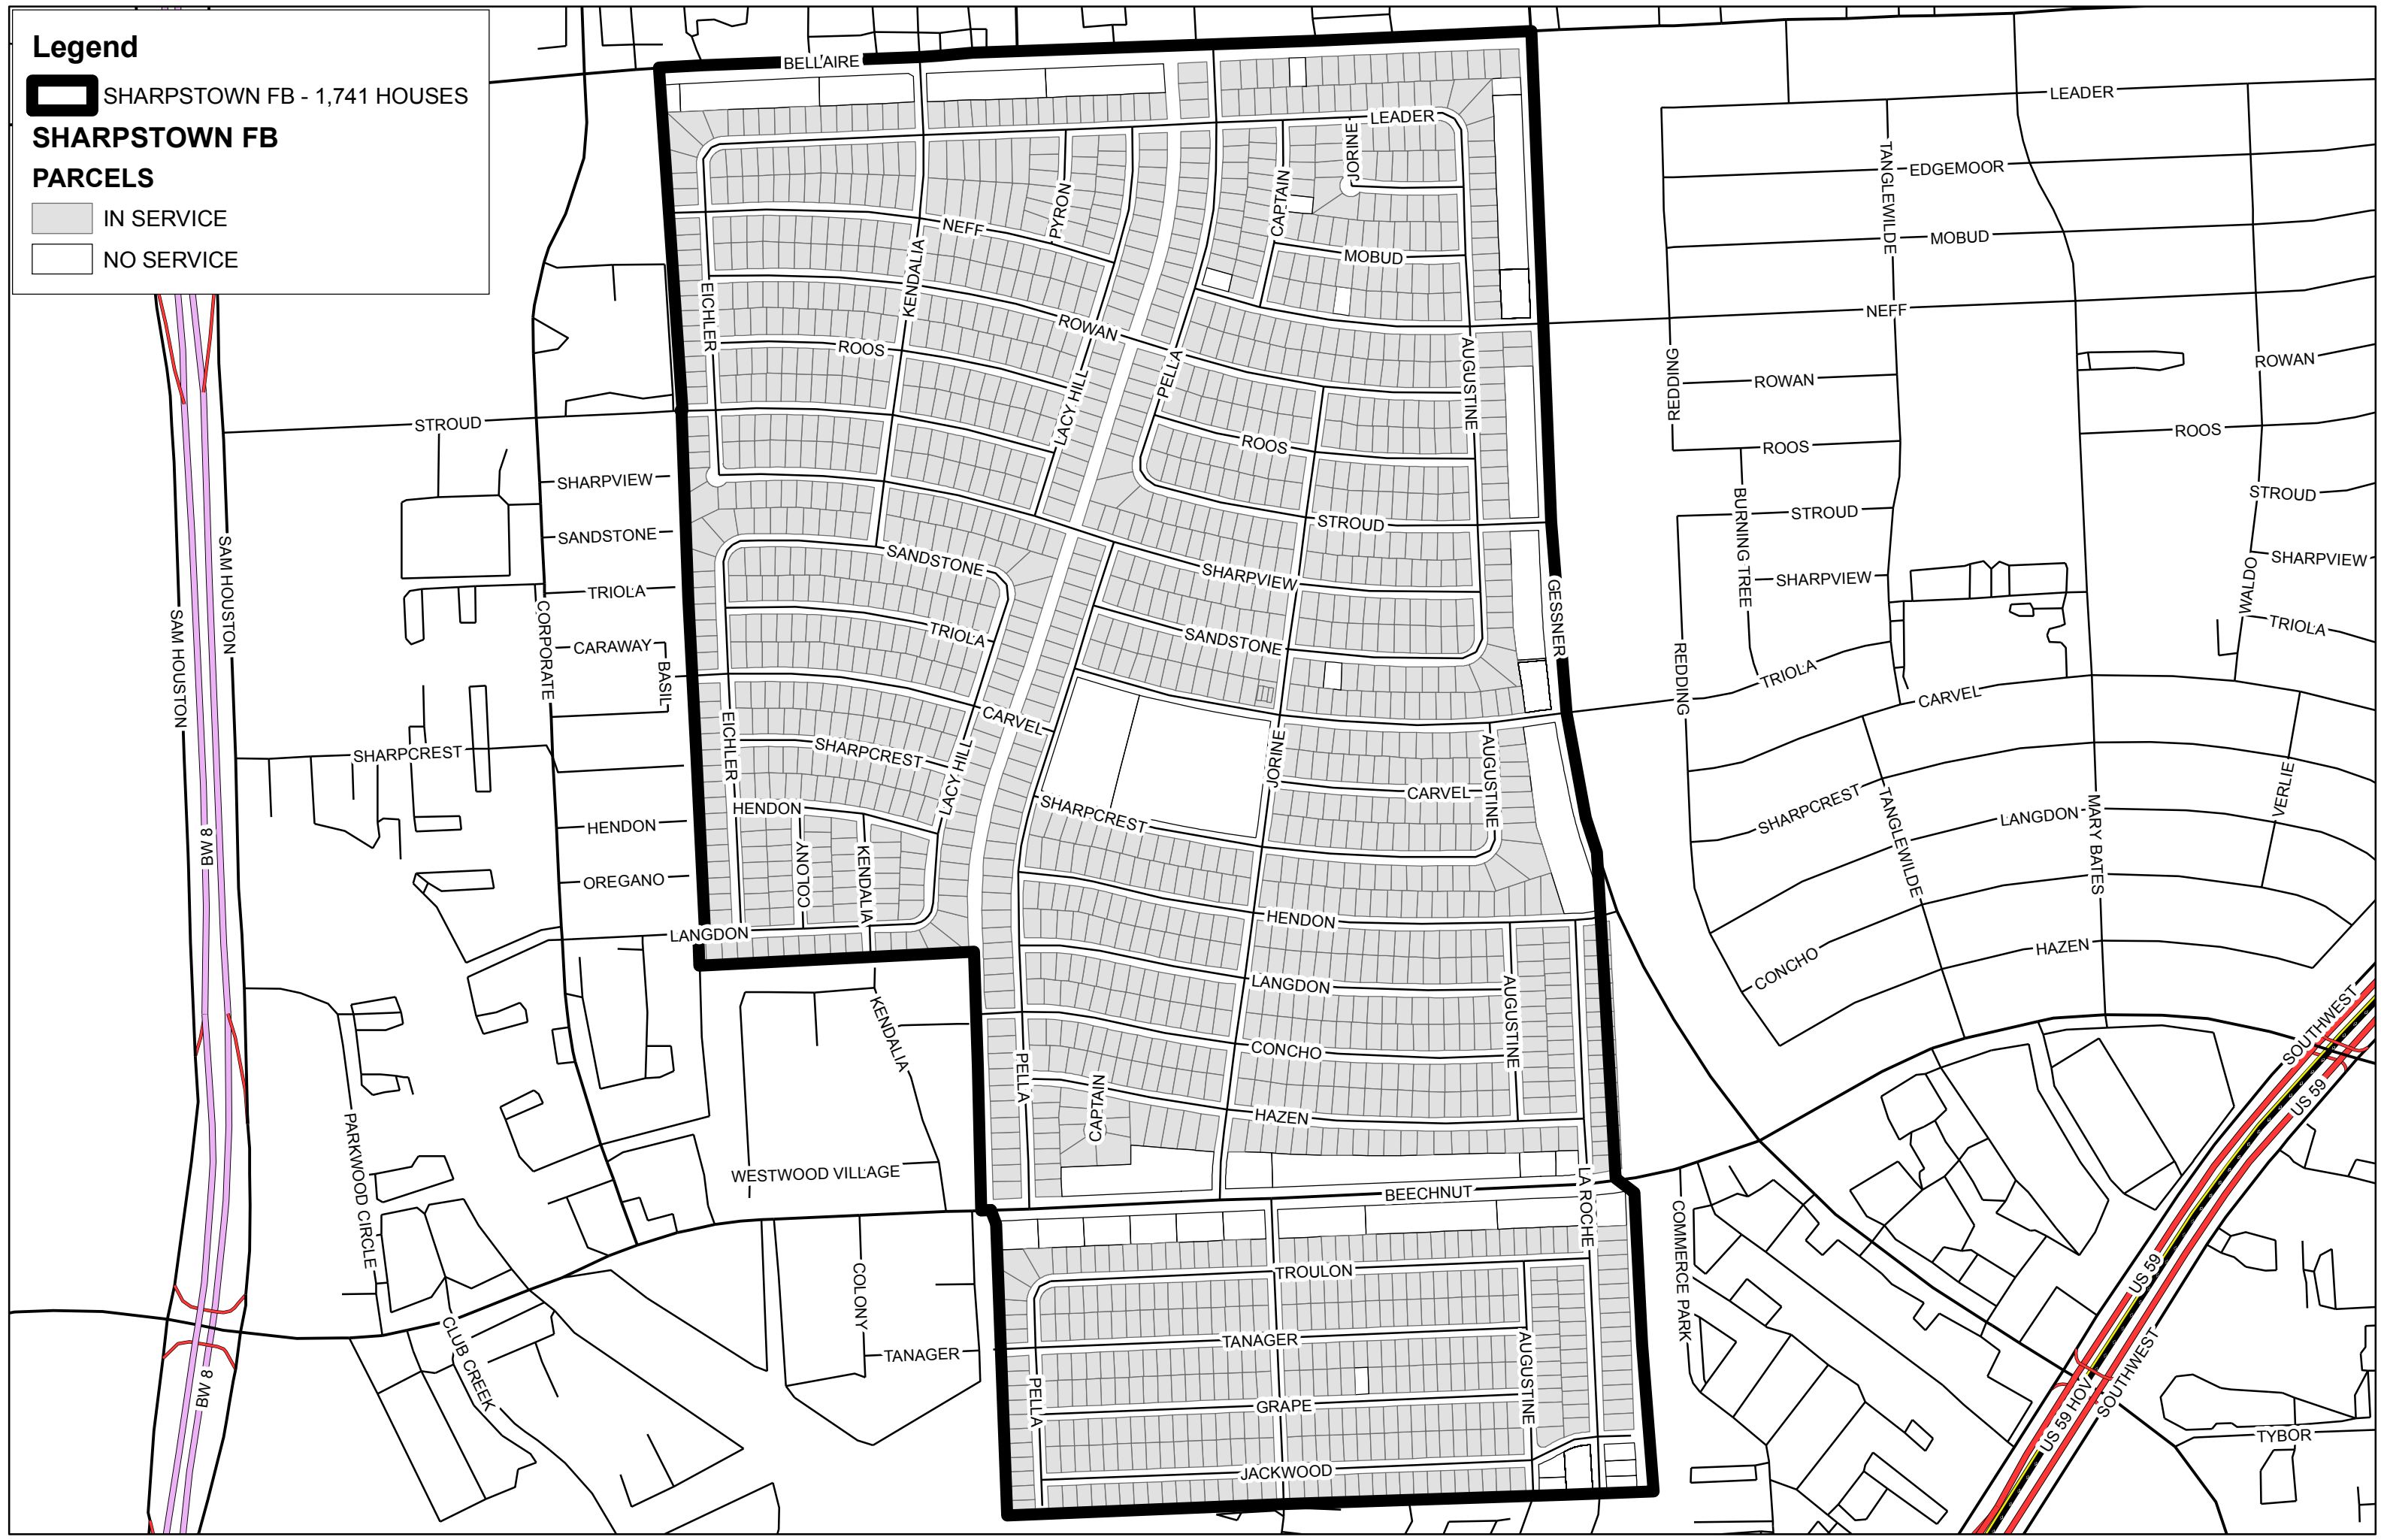 Legend
SHARPSTOWN FB - 1,741 HOUSES
SHARPSTOWN FB
PARCELS
IN SERVICE
NO SERVICE
BELLAIRE
LEADER
LEADER
JORINE
EDGEMOOR
TANGLEWILDE
PYRON
CAPTAIN
NEFF
MOBUD
MOBUD
KENDALIA
EICHLER
NEFF
ROWAN
ROOS
REDDING
ROWAN
ROWAN
PELLA
AUGUSTINE
LACY HILL
STROUD
ROOS
ROOS
ROOS
SHARPVIEW
BURNING TREE
STROUD
STROUD
STROUD
SANDSTONE
SANDSTONE
SHARPVIEW
SHARPVIEW
SHARPVIEW
SAM HOUSTON
SAM HOUSTON
TRIOLA
CORPORATE
GESSNER
WALDO
TRIOLA
TRIOLA
SANDSTONE
CARAWAY
BASIL
REDDING
TRIOLA
CARVEL
CARVEL
EICHLER
SHARPCREST
SHARPCREST
LACY HILL
JORINE
AUGUSTINE
CARVEL
SHARPCREST
TANGLEWILDE
MARY BATES
VERLIE
HENDON
HENDON
SHARPCREST
LANGDON
BW 8
COLONY
KENDALIA
OREGANO
LANGDON
HENDON
CONCHO
HAZEN
LANGDON
AUGUSTINE
KENDALIA
CONCHO
PELLA
CAPTAIN
HAZEN
SOUTHWEST
US 59
PARKWOOD CIRCLE
WESTWOOD VILLAGE
BEECHNUT
LA ROCHE
COMMERCE PARK
COLONY
TROULON
US 59
CLUB CREEK
TANAGER
TANAGER
AUGUSTINE
SOUTHWEST
BW 8
PELLA
GRAPE
US 59 HOV
TYBOR
JACKWOOD